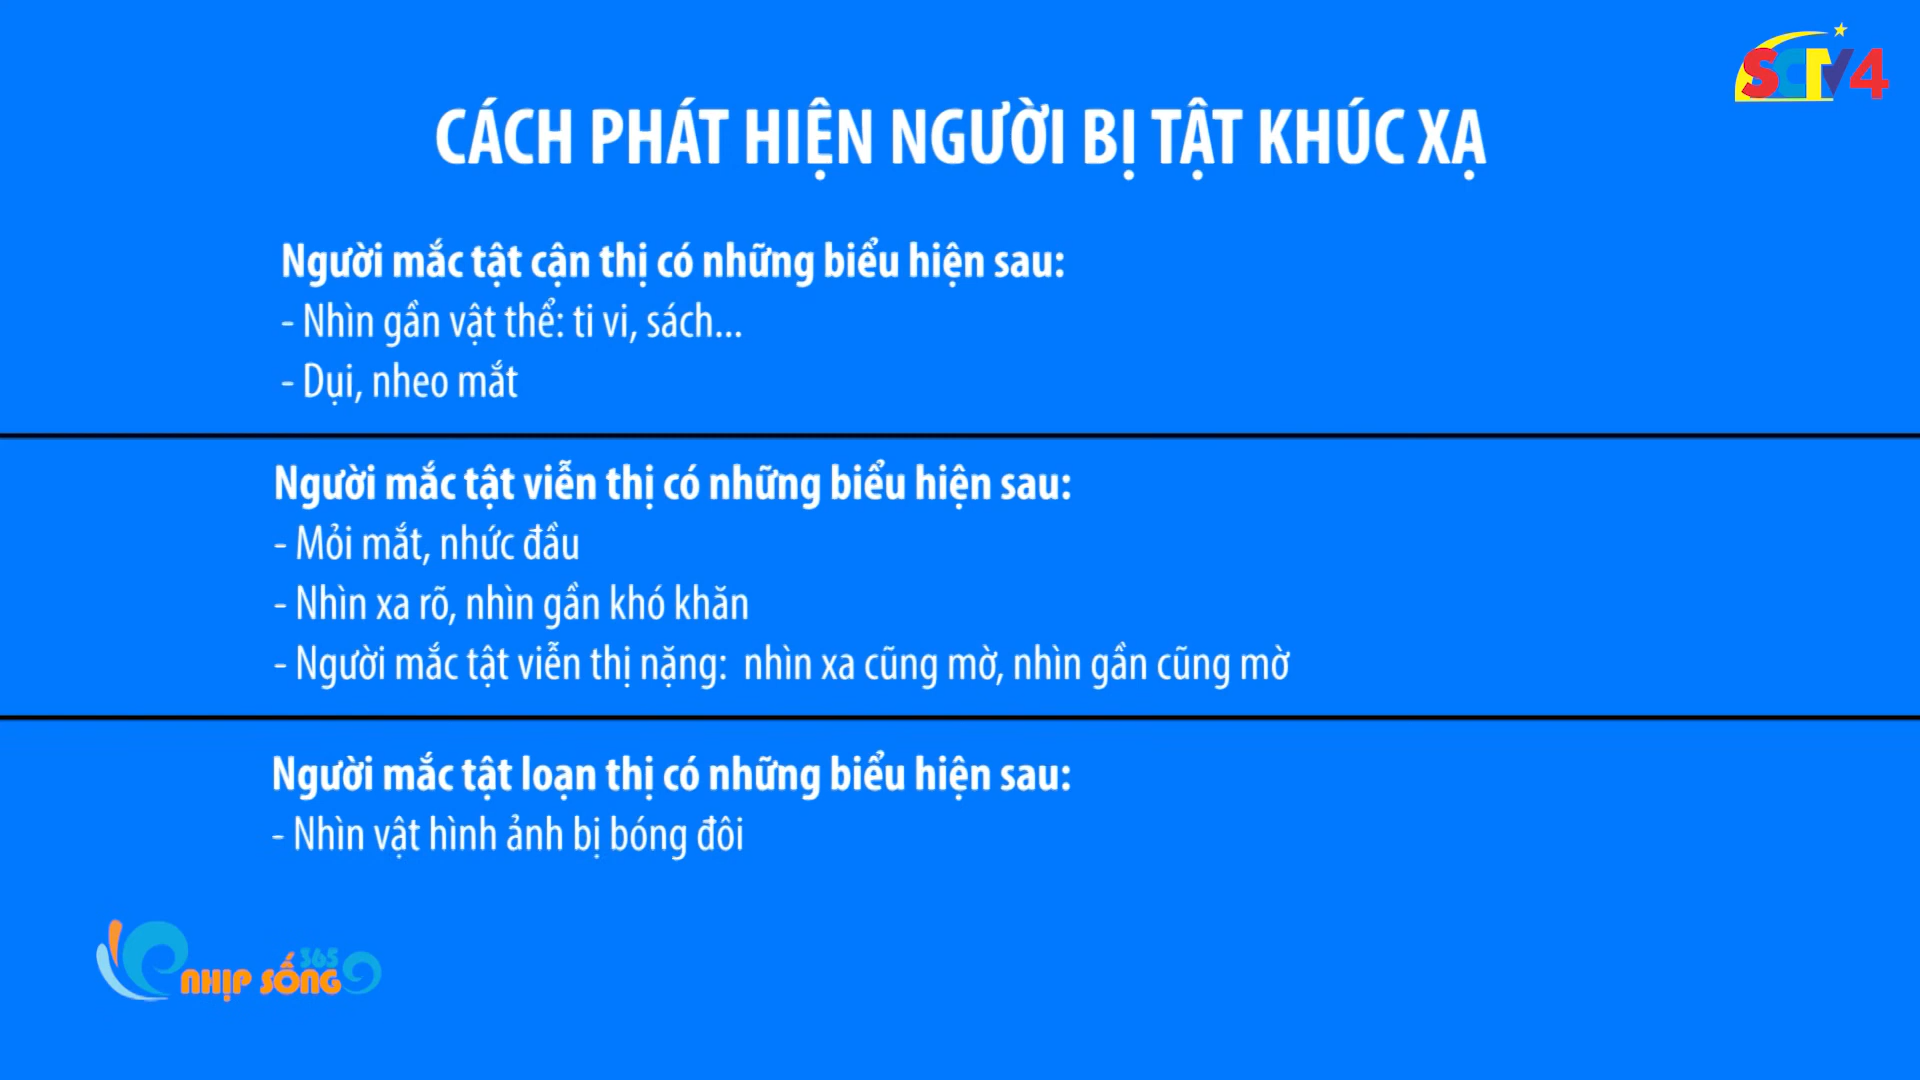 SCTV4
CÁCH PHÁT HIỆN NGƯỜI BỊ TẬT KHÚC XẠ
Người mắc tật cận thị có những biểu hiện sau:
- Nhìn gần vật thể: ti vi, sách...
- Dụi, nheo mắt
Người mắc tật viễn thị có những biểu hiện sau:
- Mỏi mắt, nhức đầu
- Nhìn xa rõ, nhìn gần khó khăn
- Người mắc tật viễn thị nặng:  nhìn xa cũng mờ, nhìn gần cũng mờ
Người mắc tật loạn thị có những biểu hiện sau:
- Nhìn vật hình ảnh bị bóng đôi
365
NHỊP SỐNG